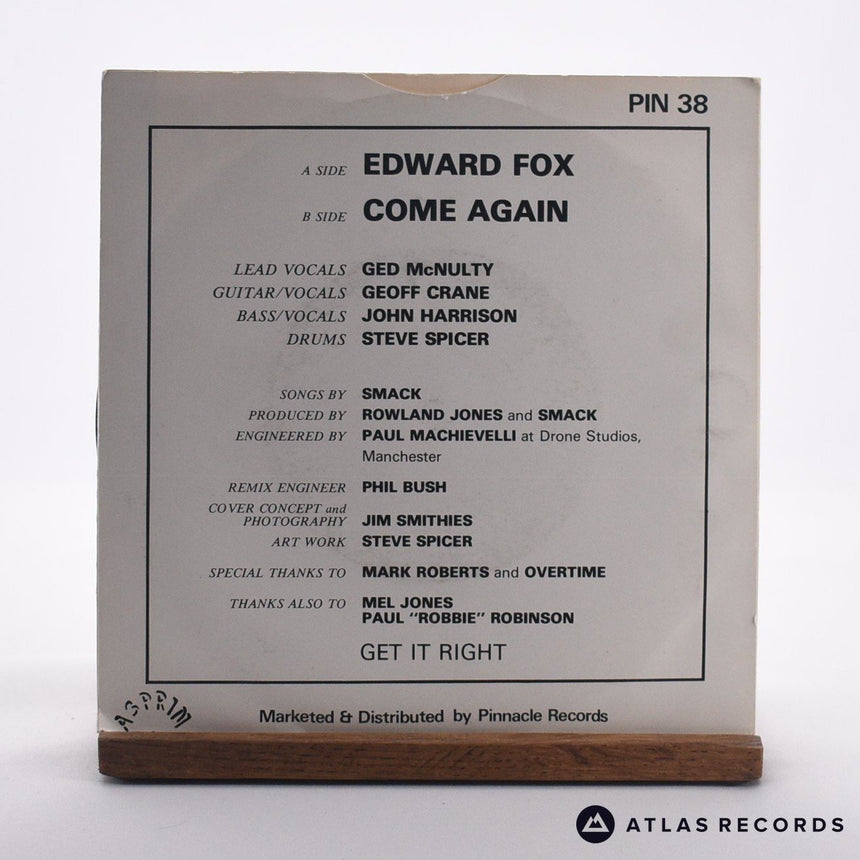 PIN 38
A SIDE EDWARD FOX
B SIDE COME AGAIN
LEAD VOCALS GED McNULTY
GUITAR/VOCALS GEOFF CRANE
BASS/VOCALS JOHN HARRISON
DRUMS STEVE SPICER
SONGS BY SMACK
PRODUCED BY ROWLAND JONES and SMACK
ENGINEERED BY PAUL MACHIEVELLI at Drone Studios,
Manchester
REMIX ENGINEER PHIL BUSH
COVER CONCEPT and
PHOTOGRAPHY JIM SMITHIES
ART WORK STEVE SPICER
SPECIAL THANKS TO MARK ROBERTS and OVERTIME
THANKS ALSO TO MEL JONES
PAUL "ROBBIE" ROBINSON
GET IT RIGHT
Marketed & Distributed by Pinnacle Records
ATLAS RECORDS